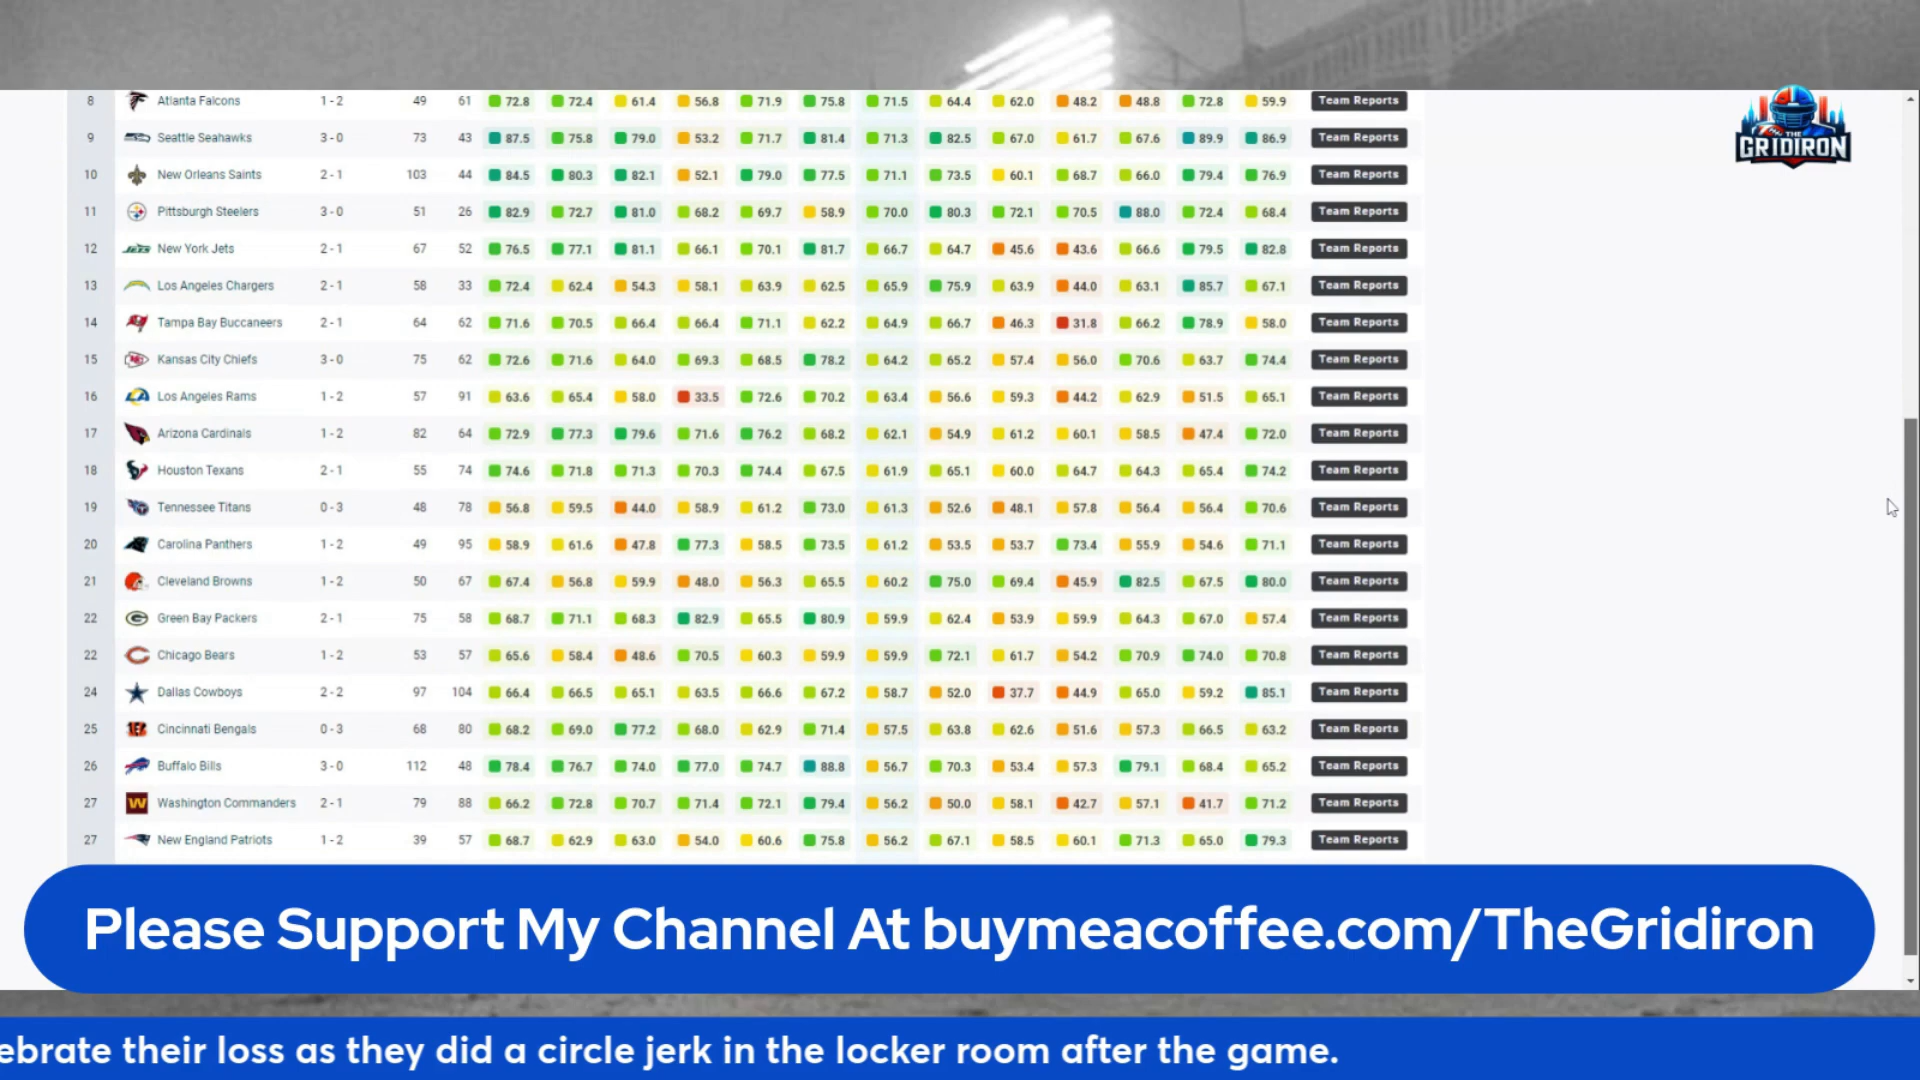 8 Atlanta Falcons 1 - 2 49 61 72.8 72.4 61.4 56.8 71.9 75.8 71.5 64.4 62.0 48.2 48.8 72.8 59.9 Team Reports
9 Seattle Seahawks 3 - 0 73 43 87.5 75.8 79.0 53.2 71.7 81.4 71.3 82.5 67.0 61.7 67.6 89.9 86.9 Team Reports
THE
GRIDIRON
10 New Orleans Saints 2 - 1 103 44 84.5 80.3 82.1 52.1 79.0 77.5 71.1 73.5 60.1 68.7 66.0 79.4 76.9 Team Reports
11 Pittsburgh Steelers 3 - 0 51 26 82.9 72.7 81.0 68.2 69.7 58.9 70.0 80.3 72.1 70.5 88.0 72.4 68.4 Team Reports
12 JETS New York Jets 2 - 1 67 52 76.5 77.1 81.1 66.1 70.1 81.7 66.7 64.7 45.6 43.6 66.6 79.5 82.8 Team Reports
13 Los Angeles Chargers 2 - 1 58 33 72.4 62.4 54.3 58.1 63.9 62.5 65.9 75.9 63.9 44.0 63.1 85.7 67.1 Team Reports
14 Tampa Bay Buccaneers 2 - 1 64 62 71.6 70.5 66.4 66.4 71.1 62.2 64.9 66.7 46.3 31.8 66.2 78.9 58.0 Team Reports
15 KC Kansas City Chiefs 3 - 0 75 62 72.6 71.6 64.0 69.3 68.5 78.2 64.2 65.2 57.4 56.0 70.6 63.7 74.4 Team Reports
16 LA Los Angeles Rams 1 - 2 57 91 63.6 65.4 58.0 33.5 72.6 70.2 63.4 56.6 59.3 44.2 62.9 51.5 65.1 Team Reports
17 Arizona Cardinals 1 - 2 82 64 72.9 77.3 79.6 71.6 76.2 68.2 62.1 54.9 61.2 60.1 58.5 47.4 72.0 Team Reports
18 Houston Texans 2 - 1 55 74 74.6 71.8 71.3 70.3 74.4 67.5 61.9 65.1 60.0 64.7 64.3 65.4 74.2 Team Reports
19 Tennessee Titans 0 - 3 48 78 56.8 59.5 44.0 58.9 61.2 73.0 61.3 52.6 48.1 57.8 56.4 56.4 70.6 Team Reports
20 Carolina Panthers 1 - 2 49 95 58.9 61.6 47.8 77.3 58.5 73.5 61.2 53.5 53.7 73.4 55.9 54.6 71.1 Team Reports
21 Cleveland Browns 1 - 2 50 67 67.4 56.8 59.9 48.0 56.3 65.5 60.2 75.0 69.4 45.9 82.5 67.5 80.0 Team Reports
22 G Green Bay Packers 2 - 1 75 58 68.7 71.1 68.3 82.9 65.5 80.9 59.9 62.4 53.9 59.9 64.3 67.0 57.4 Team Reports
22 C Chicago Bears 1 - 2 53 57 65.6 58.4 48.6 70.5 60.3 59.9 59.9 72.1 61.7 54.2 70.9 74.0 70.8 Team Reports
24 Dallas Cowboys 2 - 2 97 104 66.4 66.5 65.1 63.5 66.6 67.2 58.7 52.0 37.7 44.9 65.0 59.2 85.1 Team Reports
25 B Cincinnati Bengals 0 - 3 68 80 68.2 69.0 77.2 68.0 62.9 71.4 57.5 63.8 62.6 51.6 57.3 66.5 63.2 Team Reports
26 Buffalo Bills 3 - 0 112 48 78.4 76.7 74.0 77.0 74.7 88.8 56.7 70.3 53.4 57.3 79.1 68.4 65.2 Team Reports
27 W Washington Commanders 2 - 1 79 88 66.2 72.8 70.7 71.4 72.1 79.4 56.2 50.0 58.1 42.7 57.1 41.7 71.2 Team Reports
27 New England Patriots 1 - 2 39 57 68.7 62.9 63.0 54.0 60.6 75.8 56.2 67.1 58.5 60.1 71.3 65.0 79.3 Team Reports
Please Support My Channel At buymeacoffee.com/TheGridiron
ebrate their loss as they did a circle jerk in the locker room after the game.